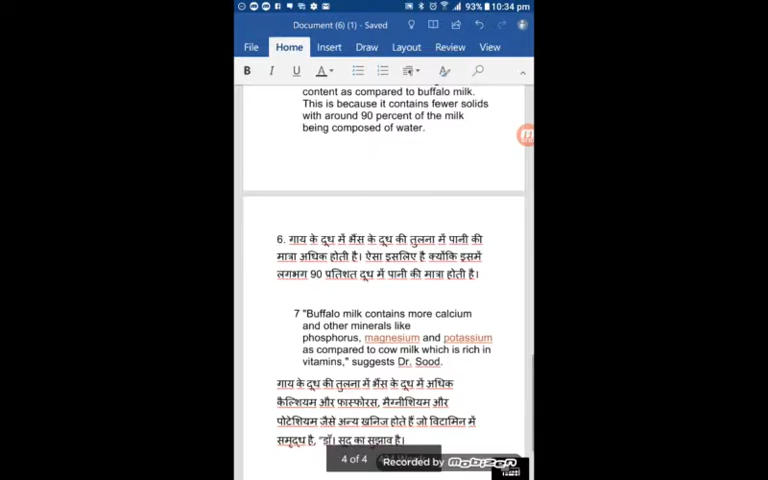 93% 10:34 pm
Document (6) (1) - Saved
File Home Insert Draw Layout Review View
B I U A
content as compared to buffalo milk.
This is because it contains fewer solids
with around 90 percent of the milk
being composed of water.
6. गाय के दूध में भैंस के दूध की तुलना में पानी की
मात्रा अधिक होती है। ऐसा इसलिए है क्योंकि इसमें
लगभग 90 प्रतिशत दूध में पानी की मात्रा होती है।
7 "Buffalo milk contains more calcium
and other minerals like
phosphorus, magnesium and potassium
as compared to cow milk which is rich in
vitamins," suggests Dr. Sood.
गाय के दूध की तुलना में भैंस के दूध में अधिक
कैल्शियम और फ़ास्फोरस, मैग्नीशियम और
पोटेशियम जैसे अन्य खनिज होते हैं जो विटामिन में
समृद्ध है, "डॉ। सूद का सुझाव है।
4 of 4
Recorded by mobizen